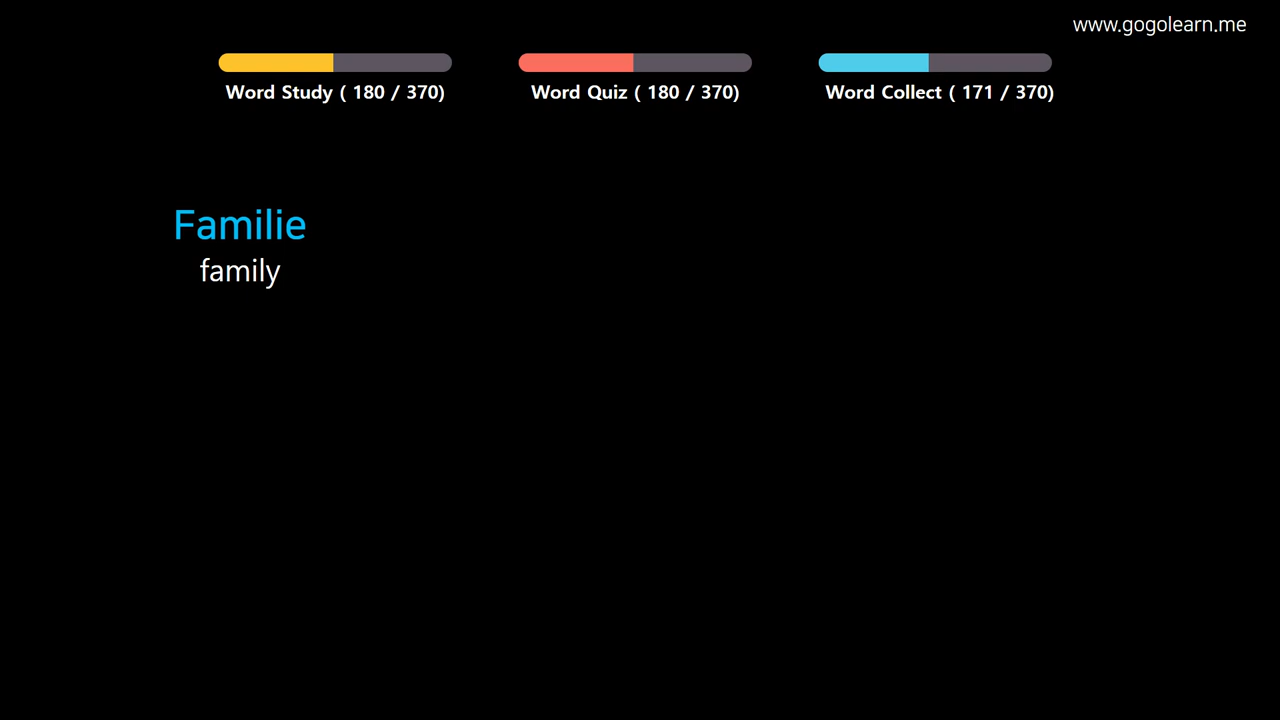 www.gogolearn.me
Word Study ( 180 / 370)
Word Quiz ( 180 / 370)
Word Collect ( 171 / 370)
Familie
family